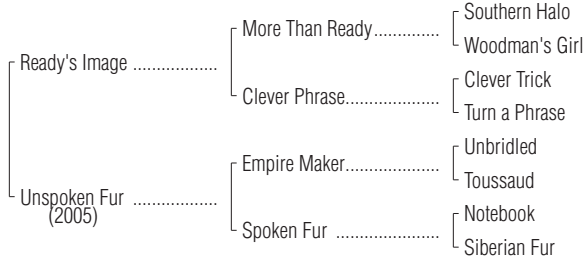 Southern Halo
More Than Ready..............
Woodman's Girl
Ready's Image ..................
Clever Trick
Clever Phrase....................
Turn a Phrase
Unbridled
Empire Maker....................
Toussaud
Unspoken Fur ..................
(2005)
Notebook
Spoken Fur ......................
Siberian Fur